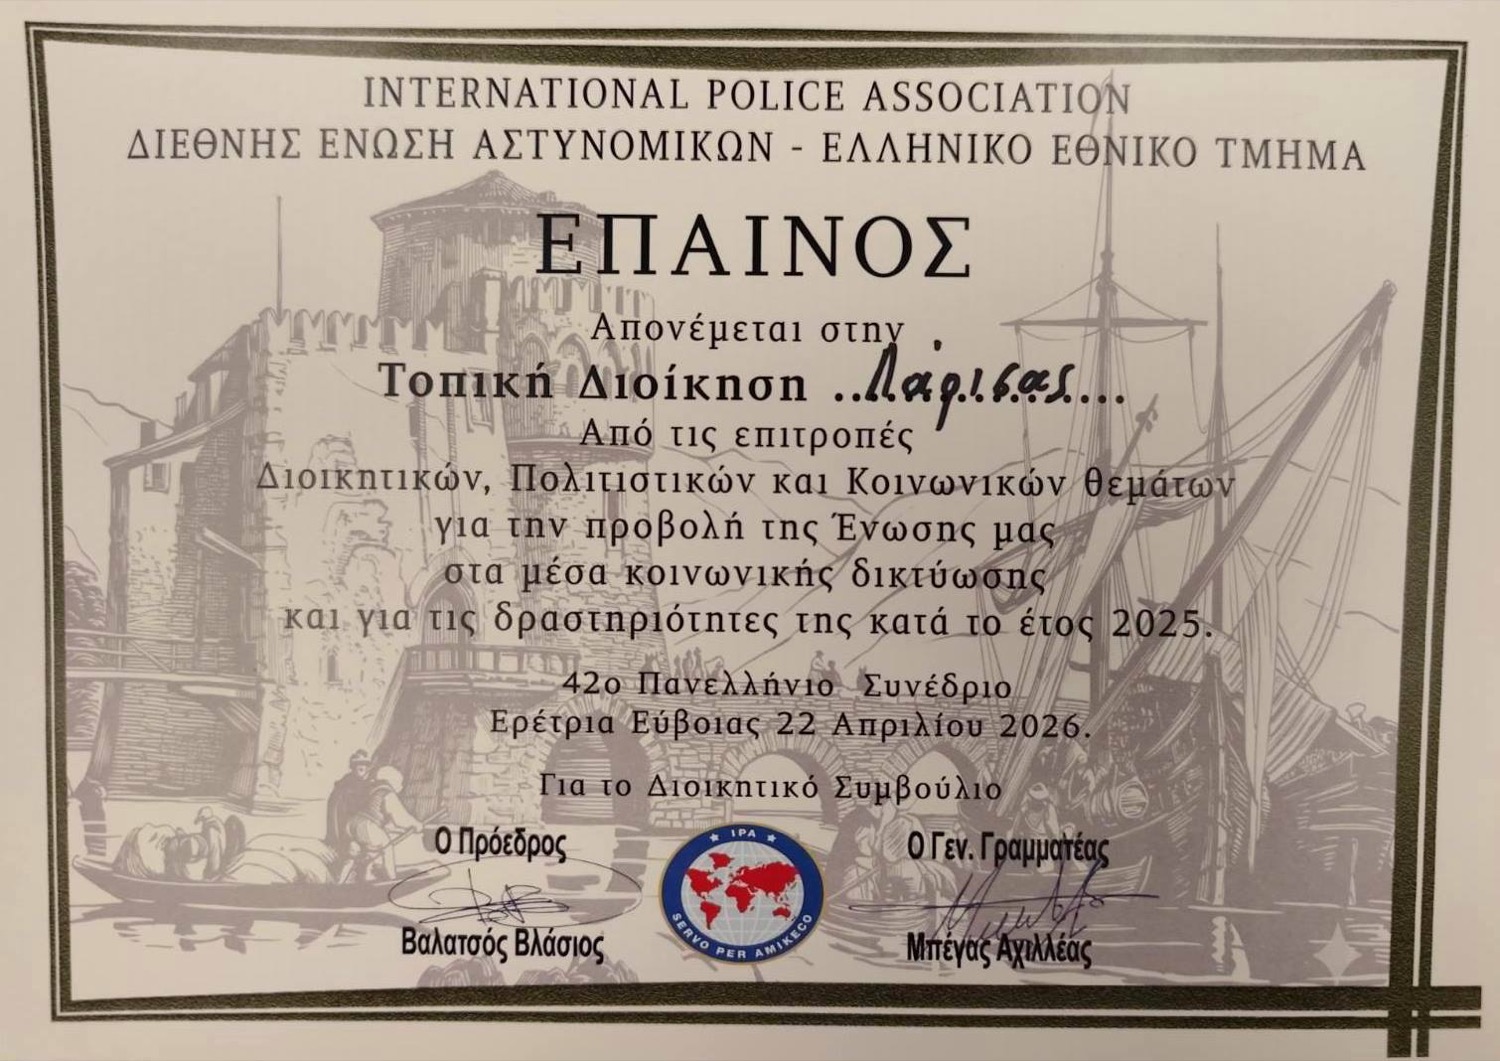 INTERNATIONAL POLICE ASSOCIATION
ΔΙΕΘΝΗΣ ΕΝΩΣΗ ΑΣΤΥΝΟΜΙΚΩΝ - ΕΛΛΗΝΙΚΟ ΕΘΝΙΚΟ ΤΜΗΜΑ
ΕΠΑΙΝΟΣ
Απονέμεται στην
Τοπική Διοίκηση ..Λάρισας....
Από τις επιτροπές
Διοικητικών, Πολιτιστικών και Κοινωνικών θεμάτων
για την προβολή της Ένωσης μας
στα μέσα κοινωνικής δικτύωσης
και για τις δραστηριότητες της κατά το έτος 2025.
42ο Πανελλήνιο Συνέδριο
Ερέτρια Εύβοιας 22 Απριλίου 2026.
Για το Διοικητικό Συμβούλιο
Ο Πρόεδρος
Βαλατσός Βλάσιος
IPA
SERVO PER AMIKECO
Ο Γεν. Γραμματέας
Μπέγας Αχιλλέας